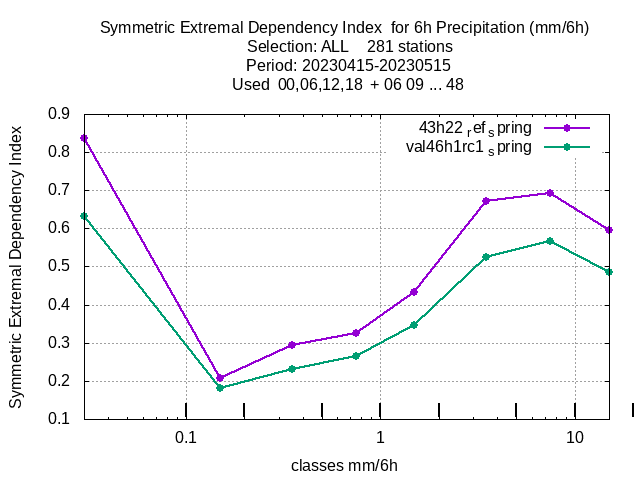 Symmetric Extremal Dependency Index  for 6h Precipitation (mm/6h)
Selection: ALL    281 stations
Period: 20230415-20230515
Used  00,06,12,18  + 06 09 ... 48
43h22 ref spring
val46h1rc1 spring
Symmetric Extremal Dependency Index
0.9
0.8
0.7
0.6
0.5
0.4
0.3
0.2
0.1
0.1 1 10
classes mm/6h